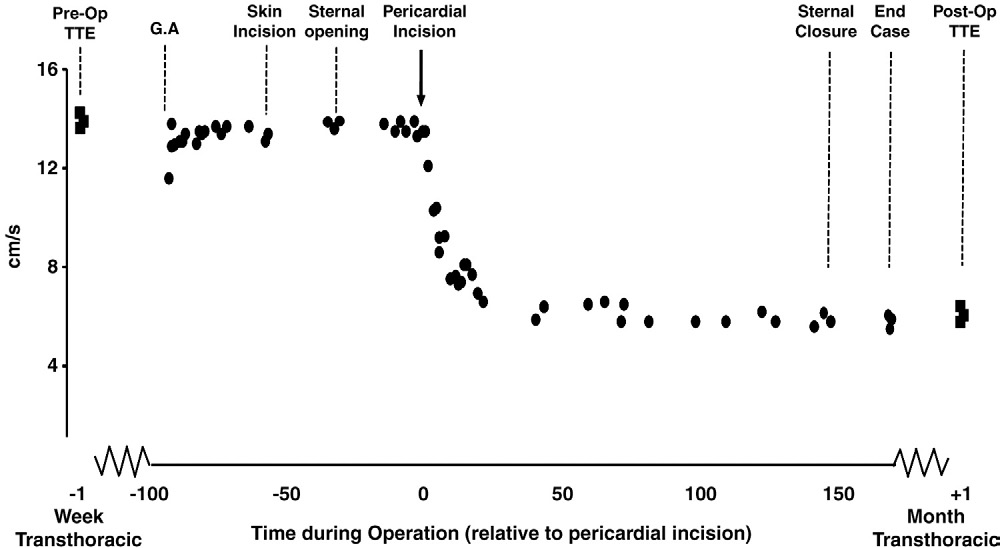 Pre-Op
TTE
G.A
Skin
Incision
Sternal
opening
Pericardial
Incision
Sternal
Closure
End
Case
Post-Op
TTE
16
12
8
4
cm/s
-1
Week
Transthoracic
-100
-50
0
50
100
150
+1
Month
Transthoracic
Time during Operation (relative to pericardial incision)